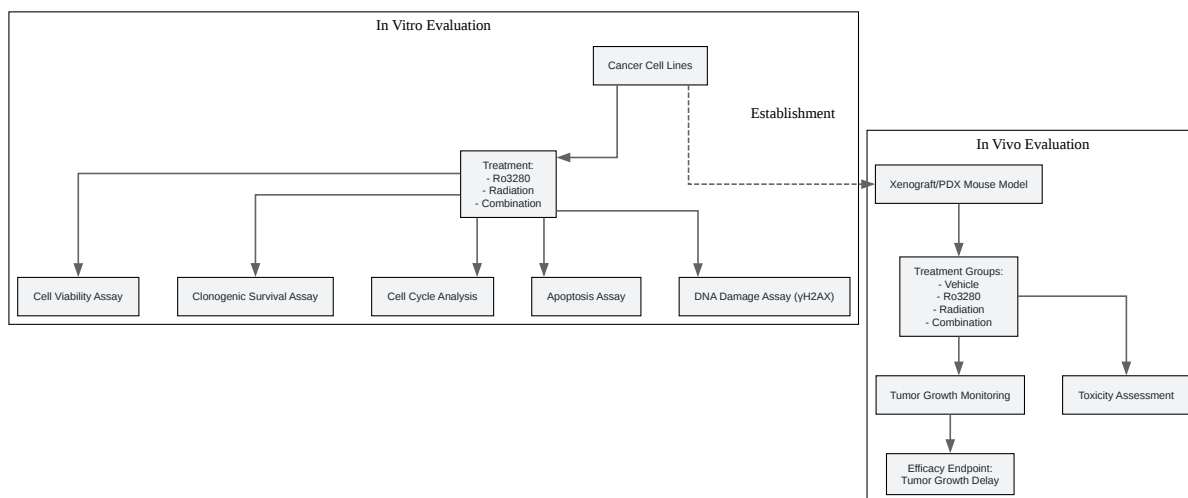 In Vitro Evaluation
Cancer Cell Lines
Establishment
Treatment:
- Ro3280
- Radiation
- Combination
Cell Viability Assay
Clonogenic Survival Assay
Cell Cycle Analysis
Apoptosis Assay
DNA Damage Assay (γH2AX)
In Vivo Evaluation
Xenograft/PDX Mouse Model
Treatment Groups:
- Vehicle
- Ro3280
- Radiation
- Combination
Tumor Growth Monitoring
Toxicity Assessment
Efficacy Endpoint:
Tumor Growth Delay